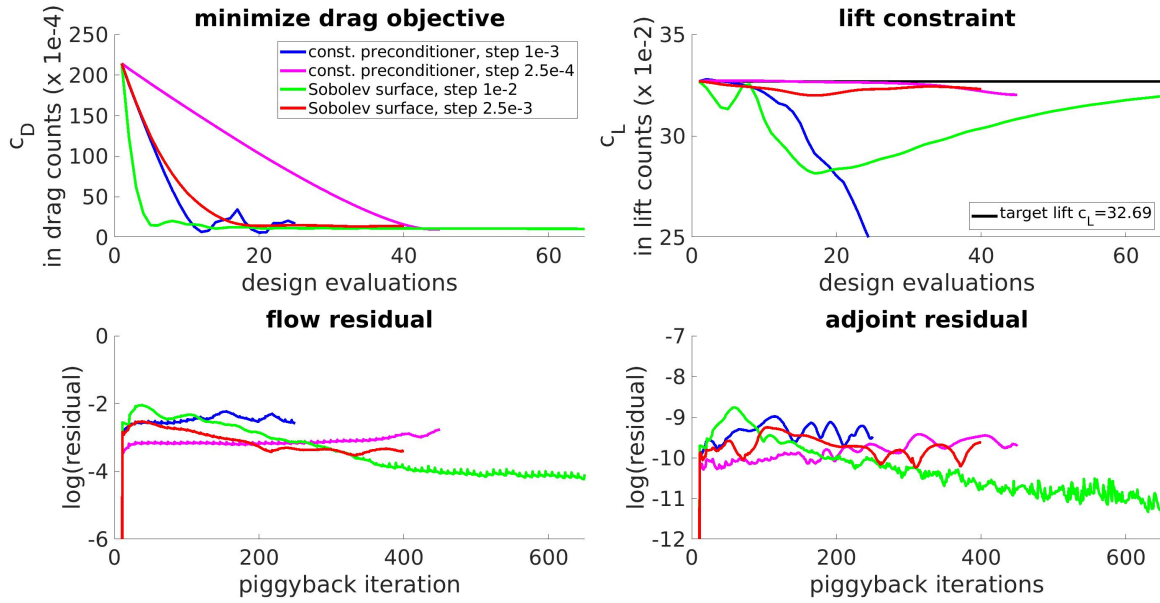 minimize drag objective
c_D
in drag counts (x 1e-4)
250
200
150
100
50
0
const. preconditioner, step 1e-3
const. preconditioner, step 2.5e-4
Sobolev surface, step 1e-2
Sobolev surface, step 2.5e-3
0
20
40
60
design evaluations
lift constraint
c_L
in lift counts (x 1e-2)
35
30
25
target lift c_L=32.69
0
20
40
60
design evaluations
flow residual
log(residual)
0
-2
-4
-6
0
200
400
600
piggyback iteration
adjoint residual
log(residual)
-7
-8
-9
-10
-11
-12
0
200
400
600
piggyback iterations